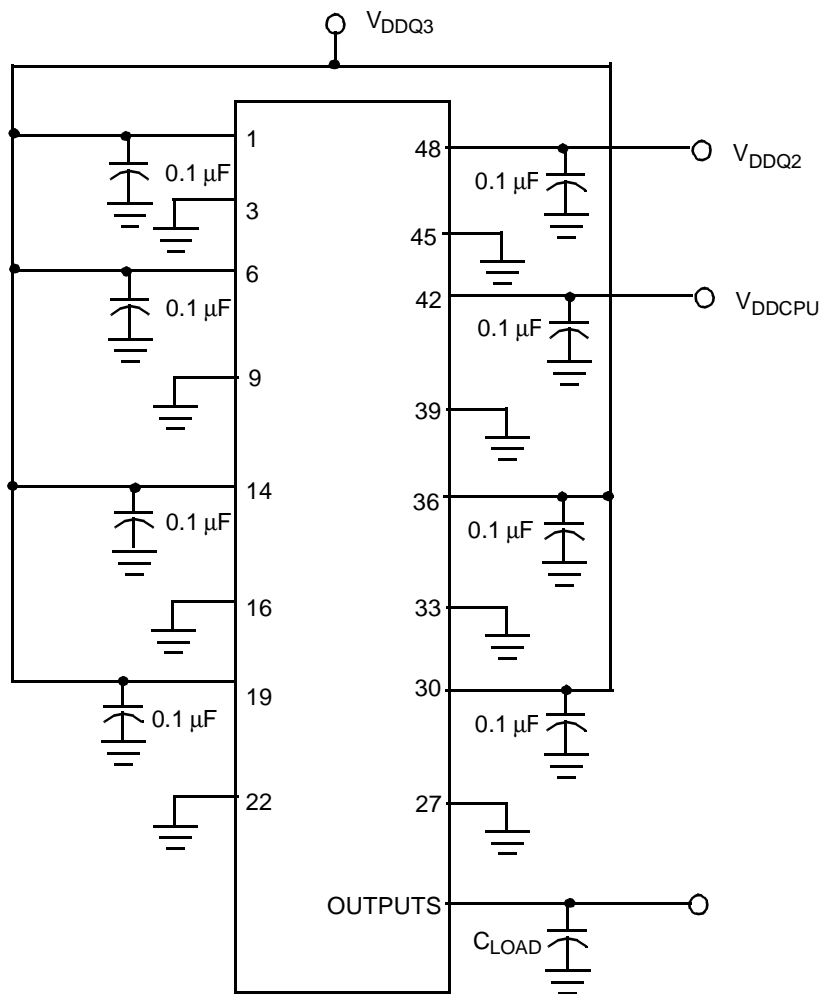 VDDQ3
1
48
VDDQ2
0.1 μF
0.1 μF
3
45
6
42
VDDCPU
0.1 μF
0.1 μF
9
39
14
36
0.1 μF
0.1 μF
16
33
19
30
0.1 μF
0.1 μF
22
27
OUTPUTS
CLOAD